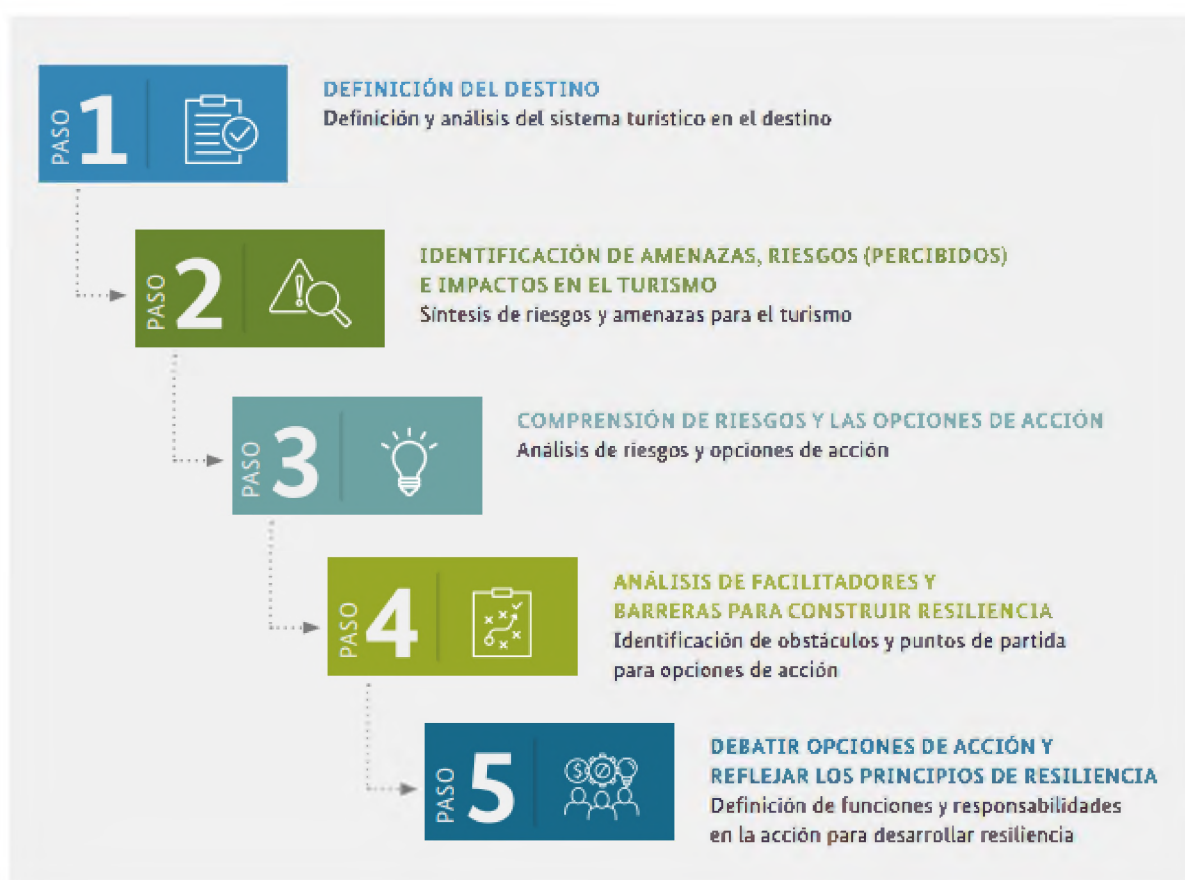 PASO 1
DEFINICIÓN DEL DESTINO
Definición y análisis del sistema turístico en el destino
PASO 2
IDENTIFICACIÓN DE AMENAZAS, RIESGOS (PERCIBIDOS)
E IMPACTOS EN EL TURISMO
Síntesis de riesgos y amenazas para el turismo
PASO 3
COMPRENSIÓN DE RIESGOS Y LAS OPCIONES DE ACCIÓN
Análisis de riesgos y opciones de acción
PASO 4
ANÁLISIS DE FACILITADORES Y
BARRERAS PARA CONSTRUIR RESILIENCIA
Identificación de obstáculos y puntos de partida
para opciones de acción
PASO 5
DEBATIR OPCIONES DE ACCIÓN Y
REFLEJAR LOS PRINCIPIOS DE RESILIENCIA
Definición de funciones y responsabilidades
en la acción para desarrollar resiliencia